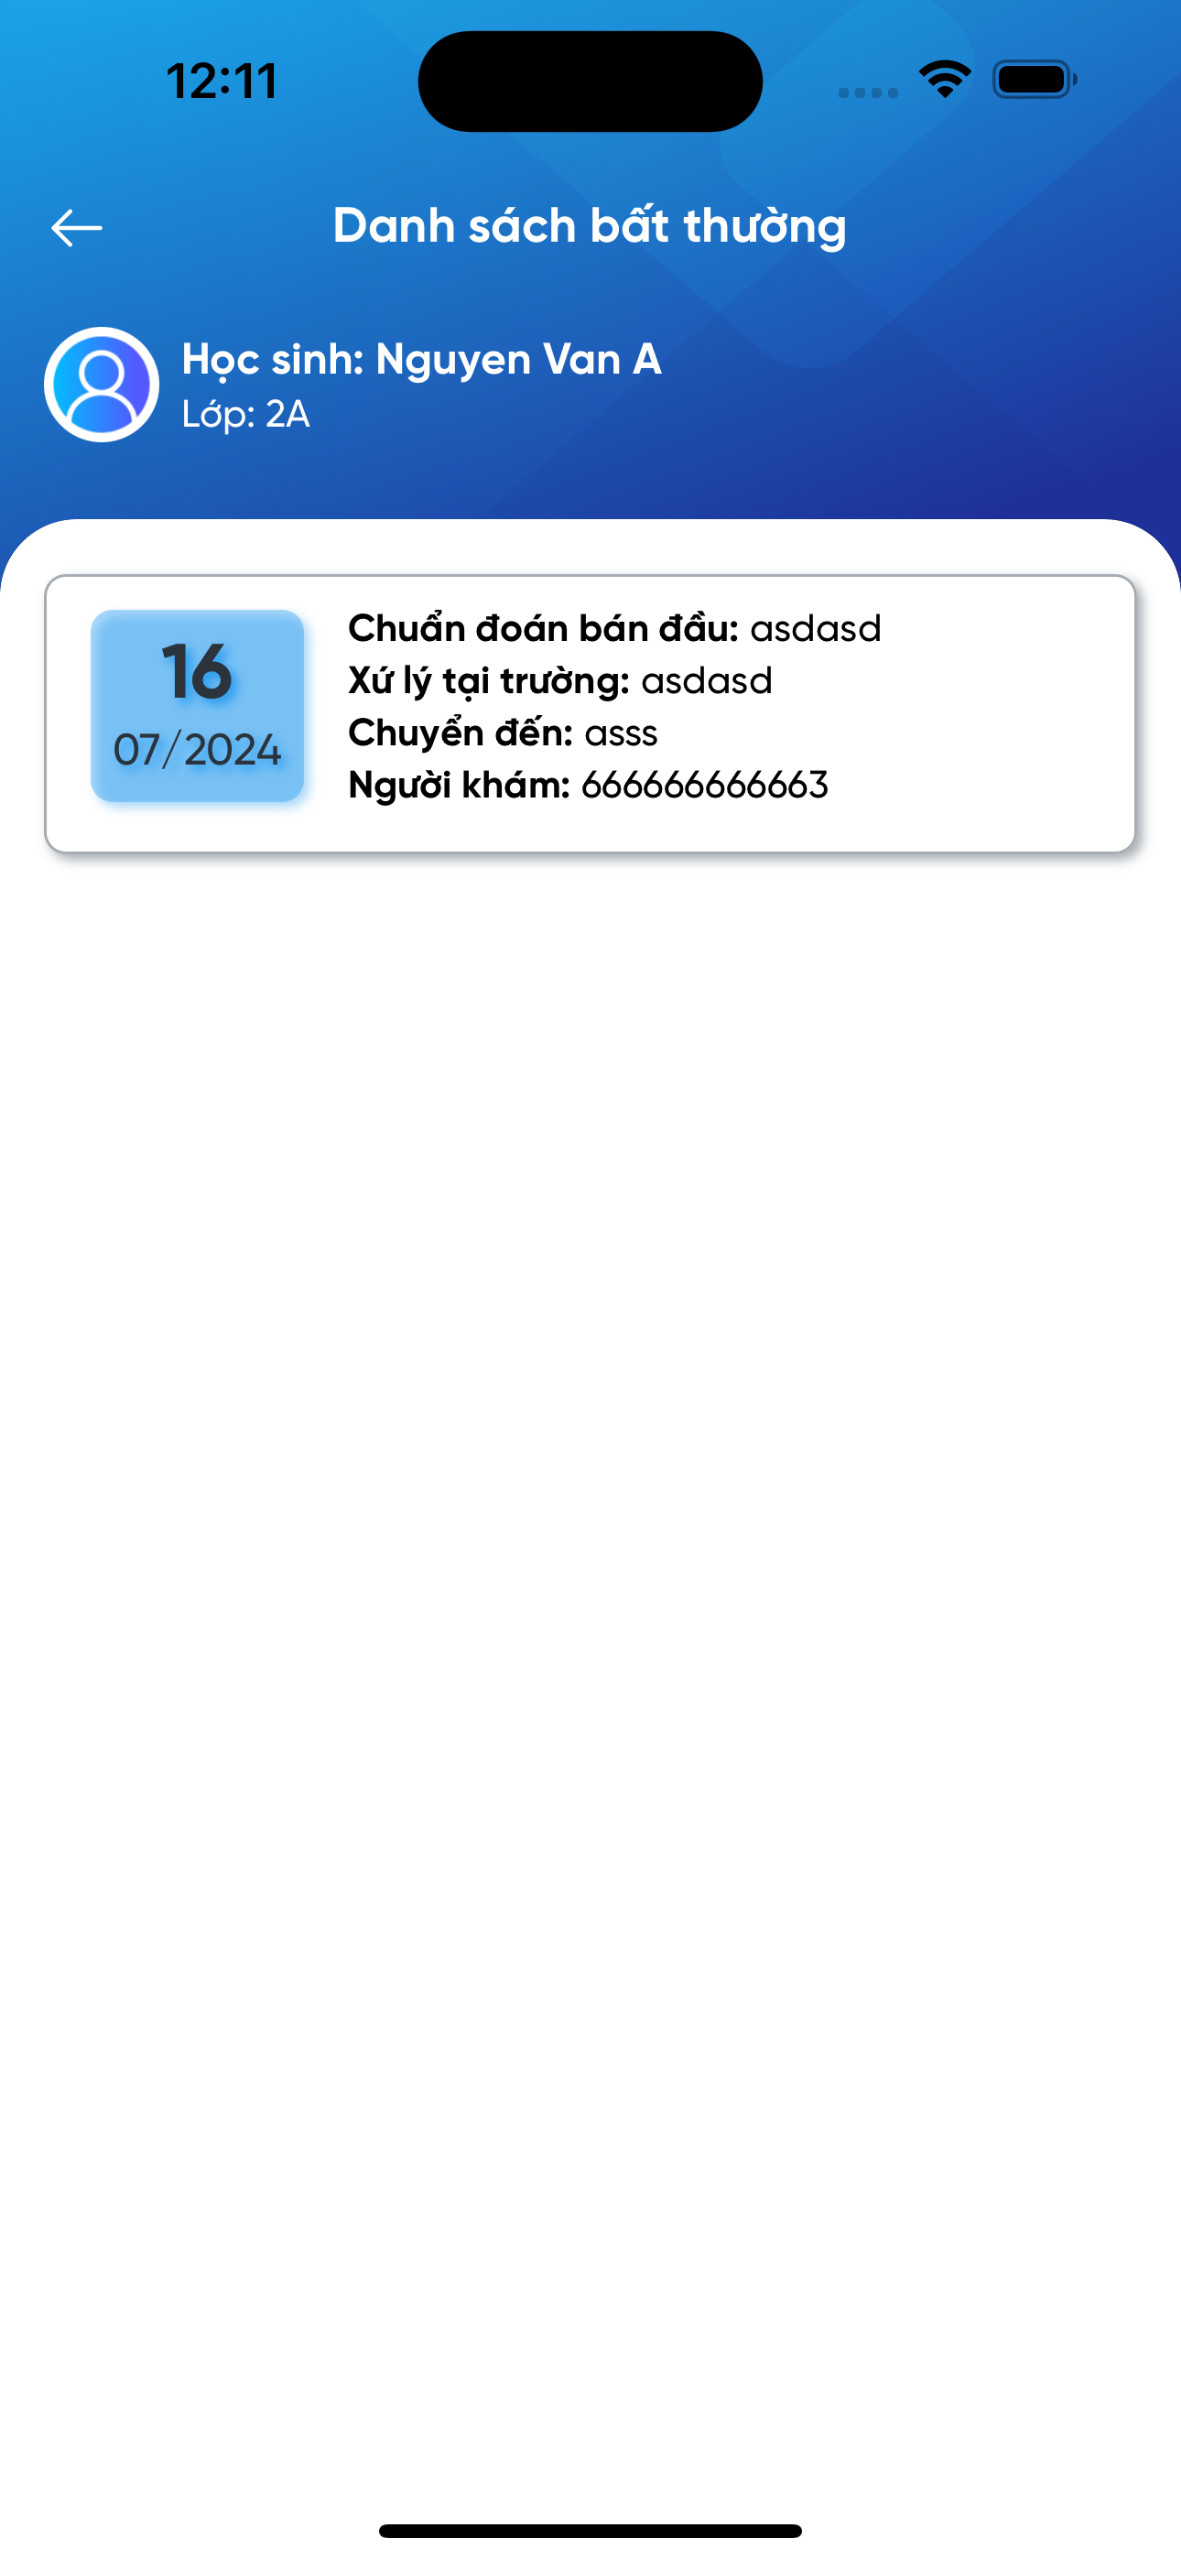 12:11
Danh sách bất thường
Học sinh: Nguyen Van A
Lớp: 2A
16
07/2024
Chuẩn đoán bán đầu: asdasd
Xứ lý tại trường: asdasd
Chuyển đến: asss
Người khám: 666666666663